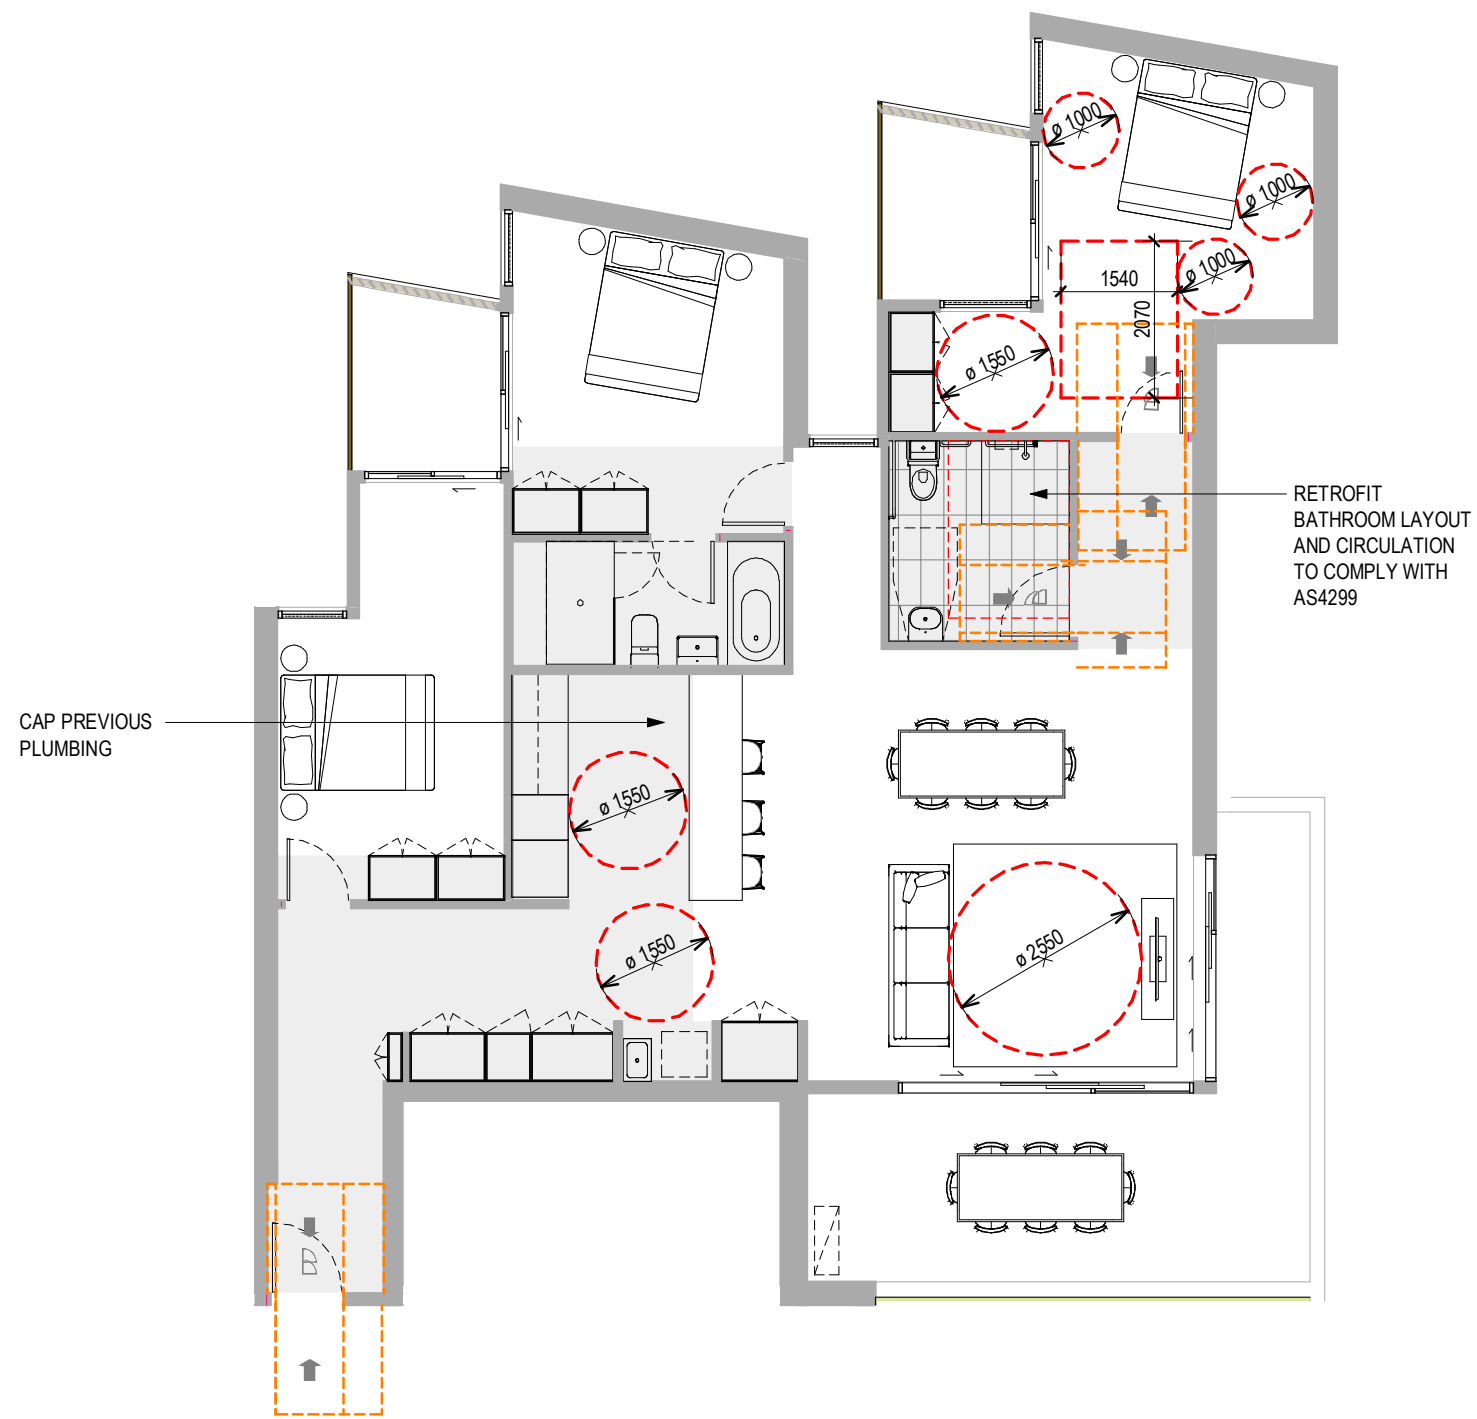 ø 1000
ø 1000
ø 1000
1540
2070
ø 1550
RETROFIT
BATHROOM LAYOUT
AND CIRCULATION
TO COMPLY WITH
AS4299
CAP PREVIOUS
PLUMBING
ø 1550
ø 1550
ø 2550